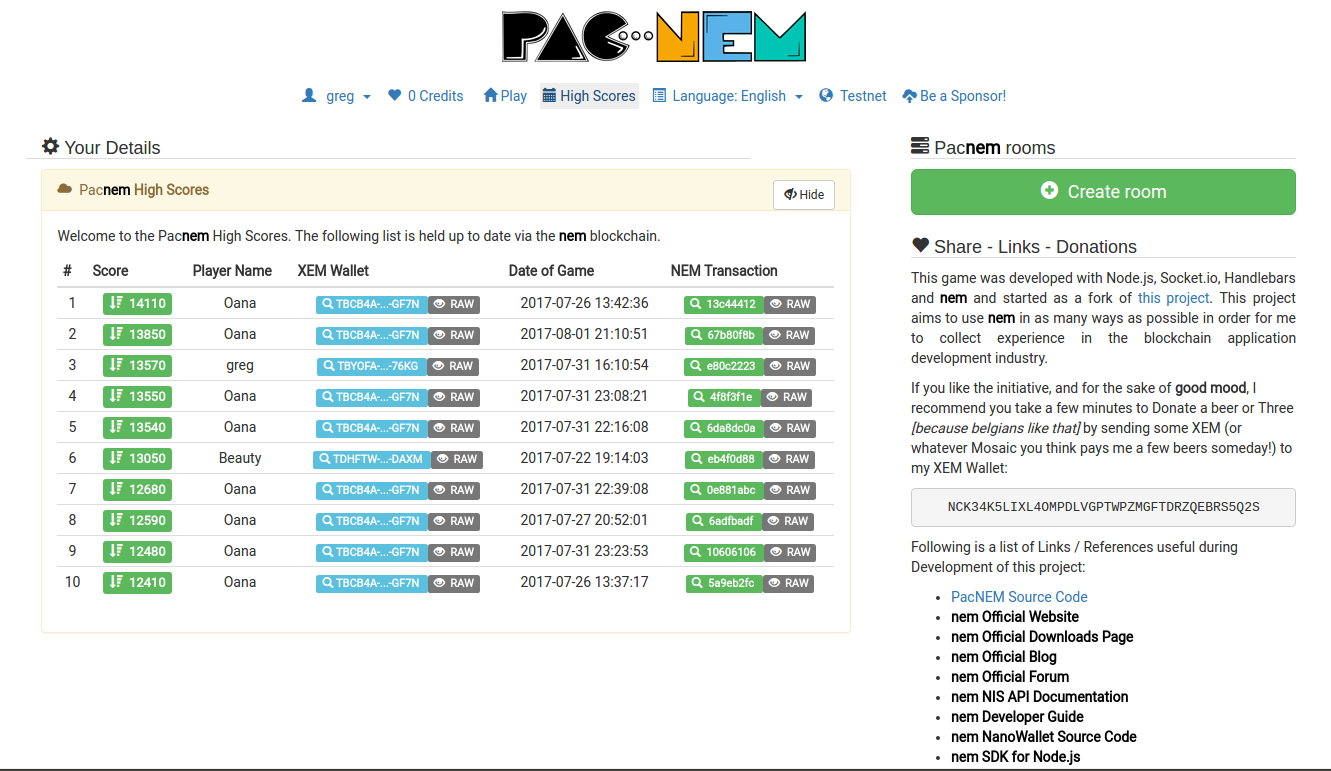 PAC NEM
greg 0 Credits Play High Scores Language: English Testnet Be a Sponsor!
Your Details
Pacnem High Scores
Hide
Welcome to the Pacnem High Scores. The following list is held up to date via the nem blockchain.
# Score Player Name XEM Wallet Date of Game NEM Transaction
1 14110 Oana TBCB4A-...-GF7N RAW 2017-07-26 13:42:36 13c44412 RAW
2 13850 Oana TBCB4A-...-GF7N RAW 2017-08-01 21:10:51 67b80f8b RAW
3 13570 greg TBYOFA-...-76KG RAW 2017-07-31 16:10:54 e80c2223 RAW
4 13550 Oana TBCB4A-...-GF7N RAW 2017-07-31 23:08:21 4f8f3f1e RAW
5 13540 Oana TBCB4A-...-GF7N RAW 2017-07-31 22:16:08 6da8dc0a RAW
6 13050 Beauty TDHFTW-...-DAXM RAW 2017-07-22 19:14:03 eb4f0d88 RAW
7 12680 Oana TBCB4A-...-GF7N RAW 2017-07-31 22:39:08 0e881abc RAW
8 12590 Oana TBCB4A-...-GF7N RAW 2017-07-27 20:52:01 6adfbadf RAW
9 12480 Oana TBCB4A-...-GF7N RAW 2017-07-31 23:23:53 10606106 RAW
10 12410 Oana TBCB4A-...-GF7N RAW 2017-07-26 13:37:17 5a9eb2fc RAW
Pacnem rooms
Create room
Share - Links - Donations
This game was developed with Node.js, Socket.io, Handlebars
and nem and started as a fork of this project. This project
aims to use nem in as many ways as possible in order for me
to collect experience in the blockchain application
development industry.
If you like the initiative, and for the sake of good mood, I
recommend you take a few minutes to Donate a beer or Three
[because belgians like that] by sending some XEM (or
whatever Mosaic you think pays me a few beers someday!) to
my XEM Wallet:
NCK34K5LIXL4OMPDLVGPTWPZMGFTDRZQEBRS5Q2S
Following is a list of Links / References useful during
Development of this project:
• PacNEM Source Code
• nem Official Website
• nem Official Downloads Page
• nem Official Blog
• nem Official Forum
• nem NIS API Documentation
• nem Developer Guide
• nem NanoWallet Source Code
• nem SDK for Node.js